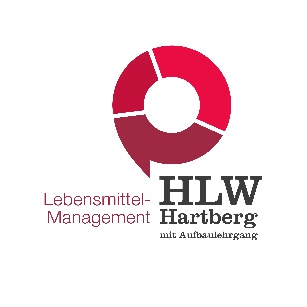 Lebensmittel-
Management
HLW
Hartberg
mit Aufbaulehrgang